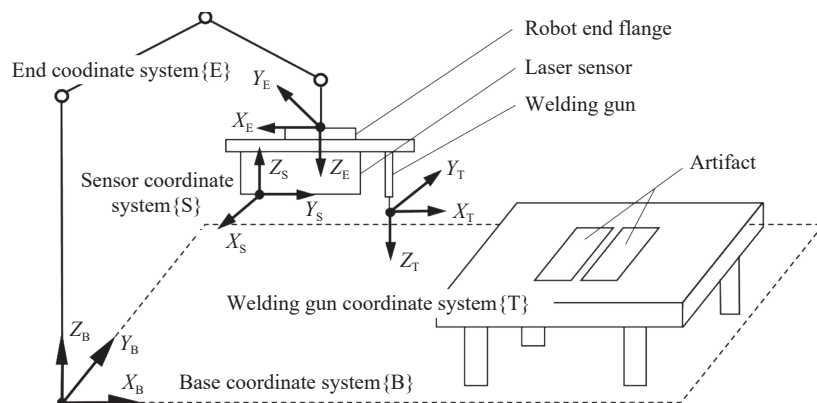 Robot end flange
End coodinate system{E}
Y_E
Laser sensor
Welding gun
X_E
Z_E
Z_S
Sensor coordinate
system{S}
Y_S
X_S
Y_T
X_T
Z_T
Artifact
Welding gun coordinate system{T}
Z_B
Y_B
X_B
Base coordinate system{B}